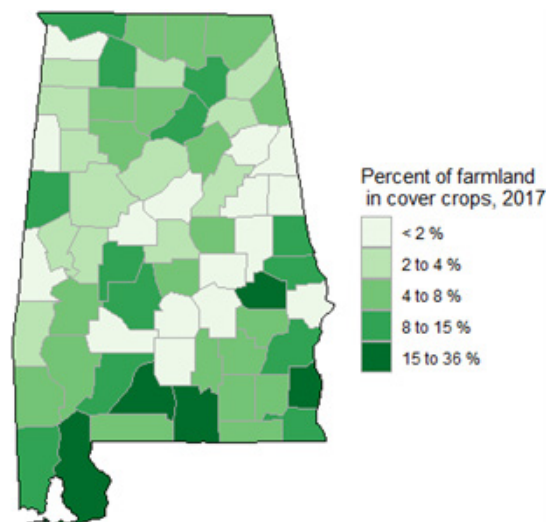 Percent of farmland
in cover crops, 2017
< 2 %
2 to 4 %
4 to 8 %
8 to 15 %
15 to 36 %